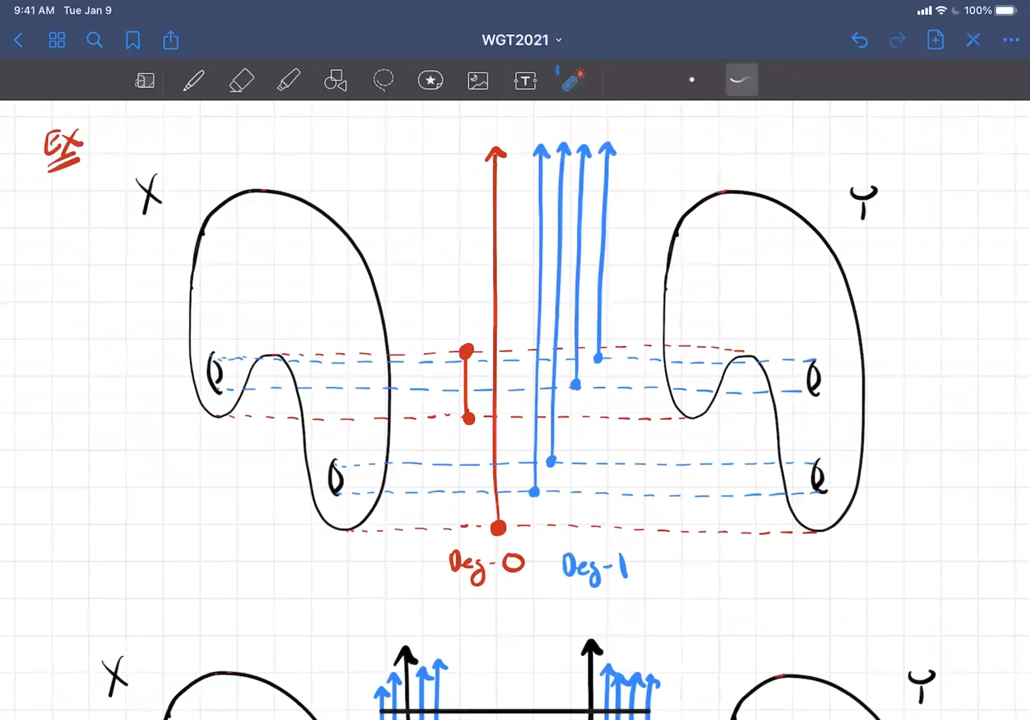 9:41 AM Tue Jan 9
100%
WGT2021
T
EX
X
Y
Deg-0
Deg-1
X
Y